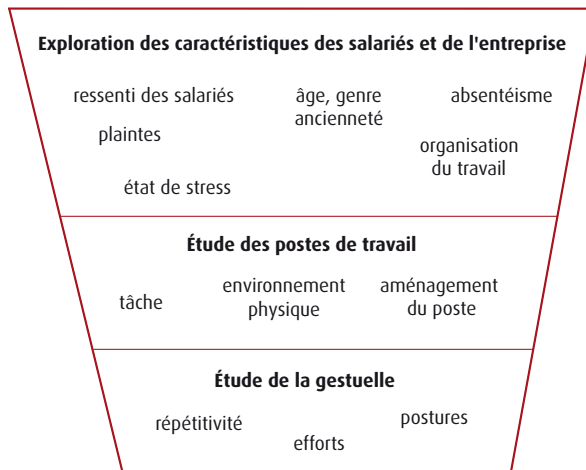 Exploration des caractéristiques des salariés et de l'entreprise
ressenti des salariés
âge, genre
ancienneté
absentéisme
plaintes
organisation
du travail
état de stress
Étude des postes de travail
tâche
environnement
physique
aménagement
du poste
Étude de la gestuelle
répétitivité
efforts
postures